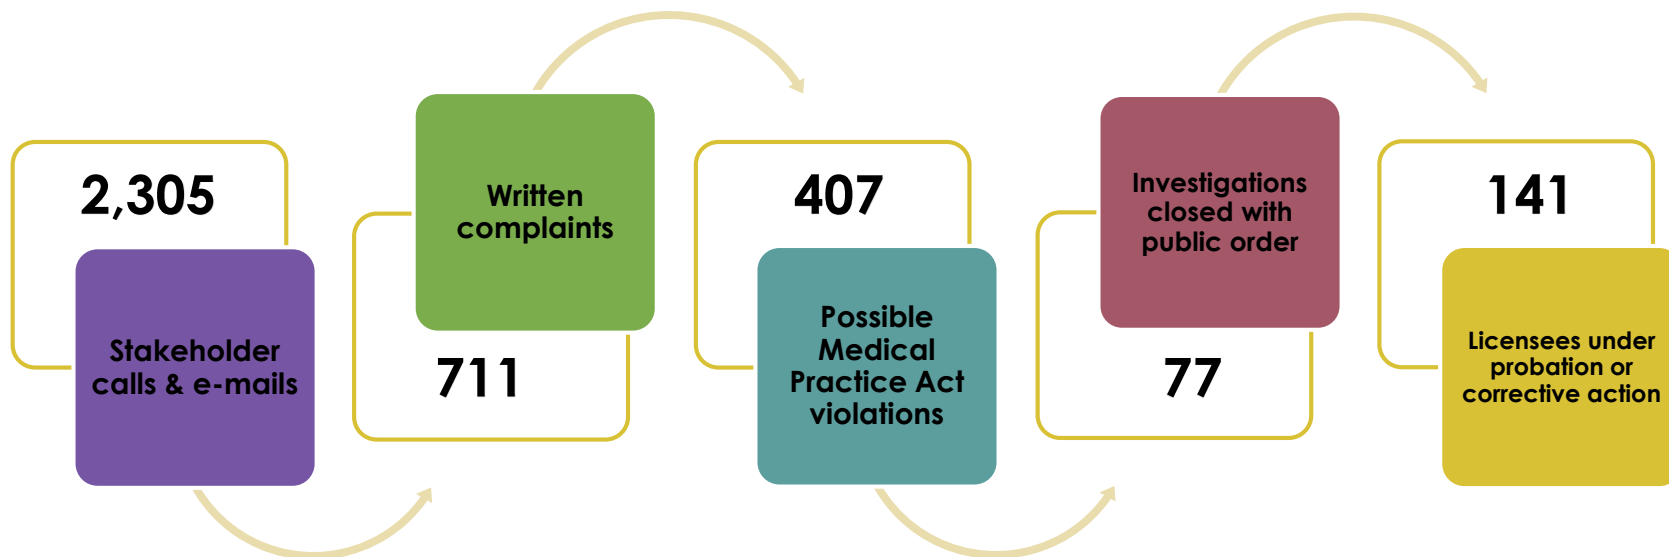 2,305
Stakeholder
calls & e-mails
Written
complaints
711
407
Possible
Medical
Practice Act
violations
Investigations
closed with
public order
77
141
Licensees under
probation or
corrective action